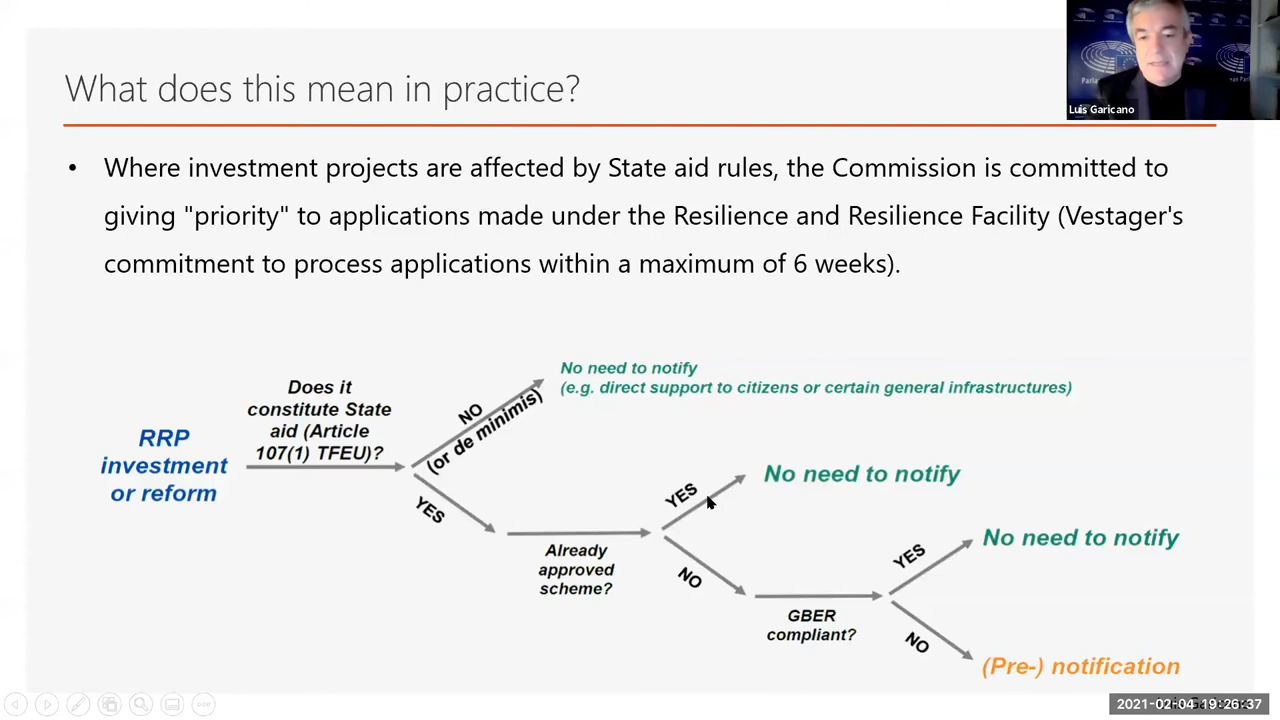 What does this mean in practice?
Luis Garicano
• Where investment projects are affected by State aid rules, the Commission is committed to
giving "priority" to applications made under the Resilience and Resilience Facility (Vestager's
commitment to process applications within a maximum of 6 weeks).
Does it
constitute State
aid (Article
107(1) TFEU)?
RRP
investment
or reform
NO
(or de minimis)
No need to notify
(e.g. direct support to citizens or certain general infrastructures)
YES
Already
approved
scheme?
YES
No need to notify
NO
GBER
compliant?
YES
No need to notify
NO
(Pre-) notification
2021-02-04 19:26:37